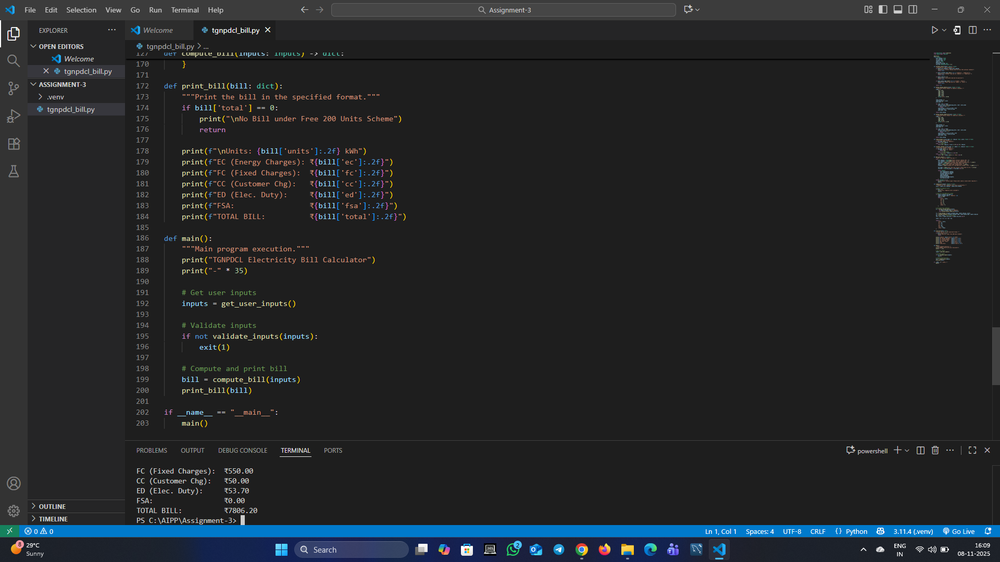 File Edit Selection View Go Run Terminal Help
Assignment-3
EXPLORER
OPEN EDITORS
Welcome
tgnpdcl_bill.py
ASSIGNMENT-3
.venv
tgnpdcl_bill.py
OUTLINE
TIMELINE
Welcome
tgnpdcl_bill.py
tgnpdcl_bill.py > ...
127 def compute_bill(inputs: Inputs) -> dict:
170 }
171
172 def print_bill(bill: dict):
173 """Print the bill in the specified format."""
174 if bill['total'] == 0:
175 print("\nNo Bill under Free 200 Units Scheme")
176 return
177
178 print(f"\nUnits: {bill['units']:.2f} kWh")
179 print(f"EC (Energy Charges): ₹{bill['ec']:.2f}")
180 print(f"FC (Fixed Charges):  ₹{bill['fc']:.2f}")
181 print(f"CC (Customer Chg):   ₹{bill['cc']:.2f}")
182 print(f"ED (Elec. Duty):     ₹{bill['ed']:.2f}")
183 print(f"FSA:                 ₹{bill['fsa']:.2f}")
184 print(f"TOTAL BILL:          ₹{bill['total']:.2f}")
185
186 def main():
187 """Main program execution."""
188 print("TGNPDCL Electricity Bill Calculator")
189 print("-" * 35)
190
191 # Get user inputs
192 inputs = get_user_inputs()
193
194 # Validate inputs
195 if not validate_inputs(inputs):
196 exit(1)
197
198 # Compute and print bill
199 bill = compute_bill(inputs)
200 print_bill(bill)
201
202 if __name__ == "__main__":
203 main()
PROBLEMS OUTPUT DEBUG CONSOLE TERMINAL PORTS
powershell
FC (Fixed Charges):  ₹550.00
CC (Customer Chg):   ₹50.00
ED (Elec. Duty):     ₹53.70
FSA:                 ₹0.00
TOTAL BILL:          ₹7806.20
PS C:\AIPP\Assignment-3>
0 0
Ln 1, Col 1 Spaces: 4 UTF-8 CRLF {} Python 3.11.4 (.venv) Go Live
8
29°C
Sunny
Search
2
ENG
IN
16:09
08-11-2025